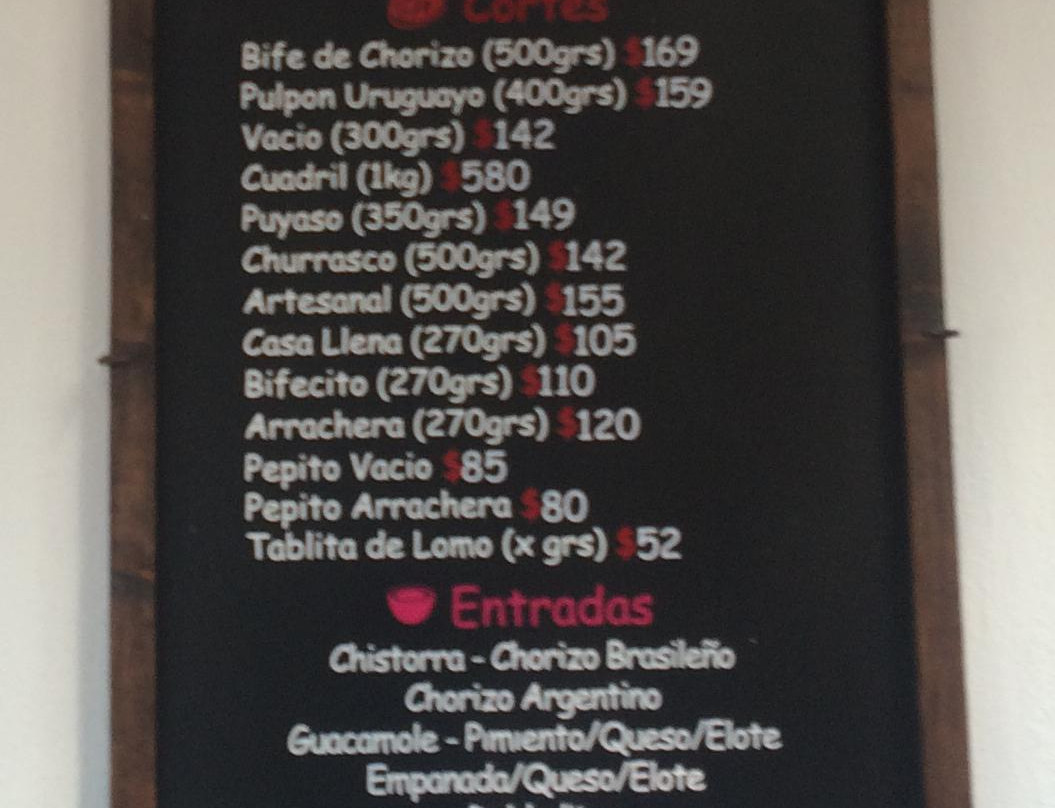 Cortes
Bife de Chorizo (500grs) $169
Pulpon Uruguayo (400grs) $159
Vacio (300grs) $142
Cuadril (1kg) $580
Puyaso (350grs) $149
Churrasco (500grs) $142
Artesanal (500grs) $155
Casa Llena (270grs) $105
Bifecito (270grs) $110
Arrachera (270grs) $120
Pepito Vacio $85
Pepito Arrachera $80
Tablita de Lomo (x grs) $52
Entradas
Chistorra - Chorizo Brasileño
Chorizo Argentino
Guacamole - Pimiento/Queso/Elote
Empanada/Queso/Elote